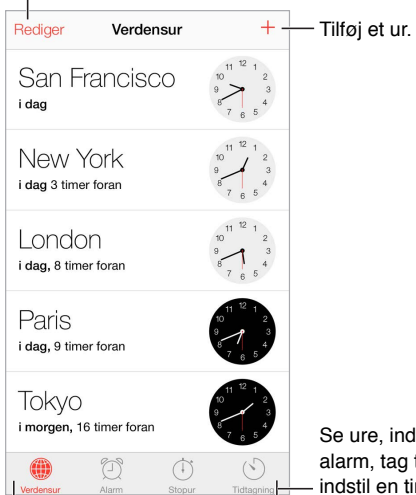 Rediger Verdensur +
Tilføj et ur.
San Francisco
i dag
New York
i dag 3 timer foran
London
i dag, 8 timer foran
Paris
i dag, 9 timer foran
Tokyo
i morgen, 16 timer foran
Verdensur Alarm Stopur Tidtagning
Se ure,
alarm, tag
indstil en